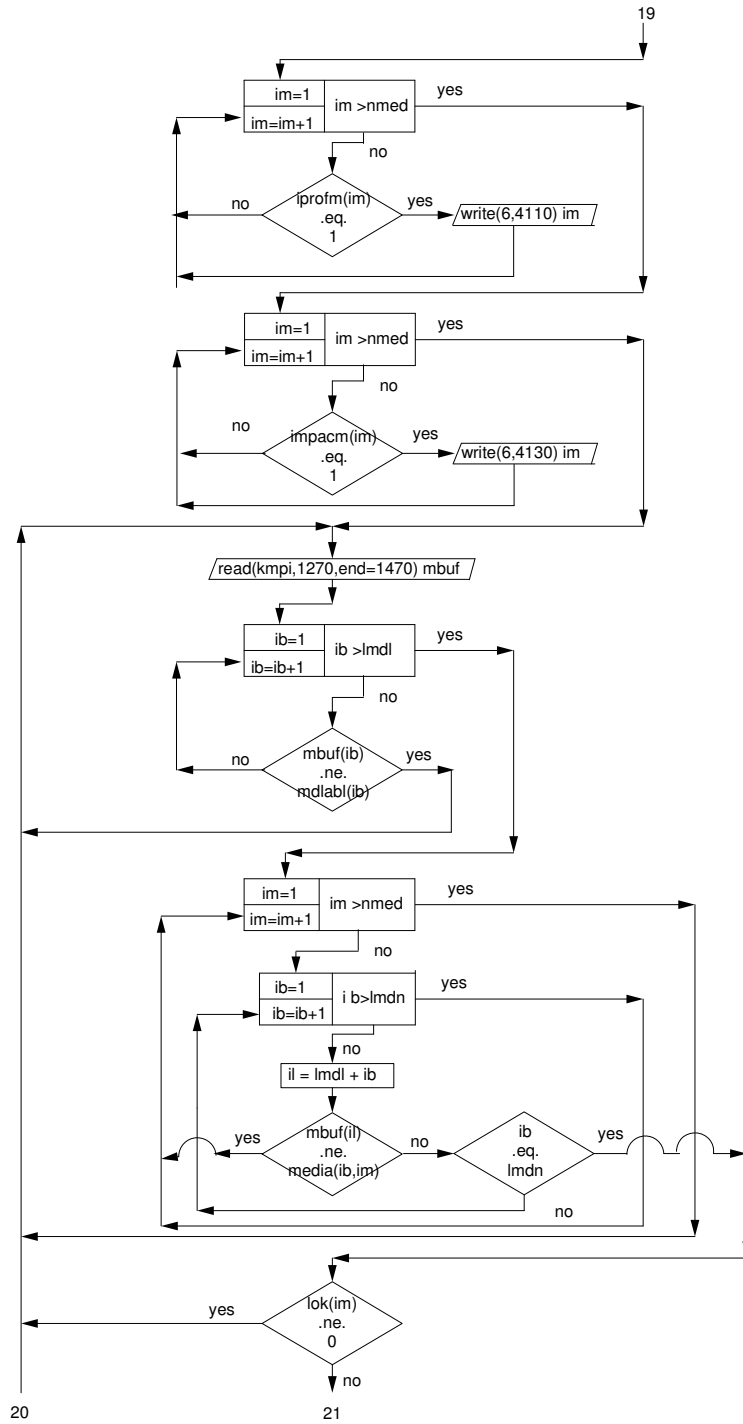 19
im=1
im=im+1
im >nmed
yes
no
iprofm(im)
.eq.
1
no
yes
write(6,4110) im
im=1
im=im+1
im >nmed
yes
no
impacm(im)
.eq.
1
no
yes
write(6,4130) im
read(kmpi,1270,end=1470) mbuf
ib=1
ib=ib+1
ib >lmdl
yes
no
mbuf(ib)
.ne.
mdlabl(ib)
no
yes
im=1
im=im+1
im >nmed
yes
no
ib=1
ib=ib+1
i b>lmdn
yes
no
il = lmdl + ib
mbuf(il)
.ne.
media(ib,im)
yes
no
ib
.eq.
lmdn
yes
no
lok(im)
.ne.
0
yes
no
20
21